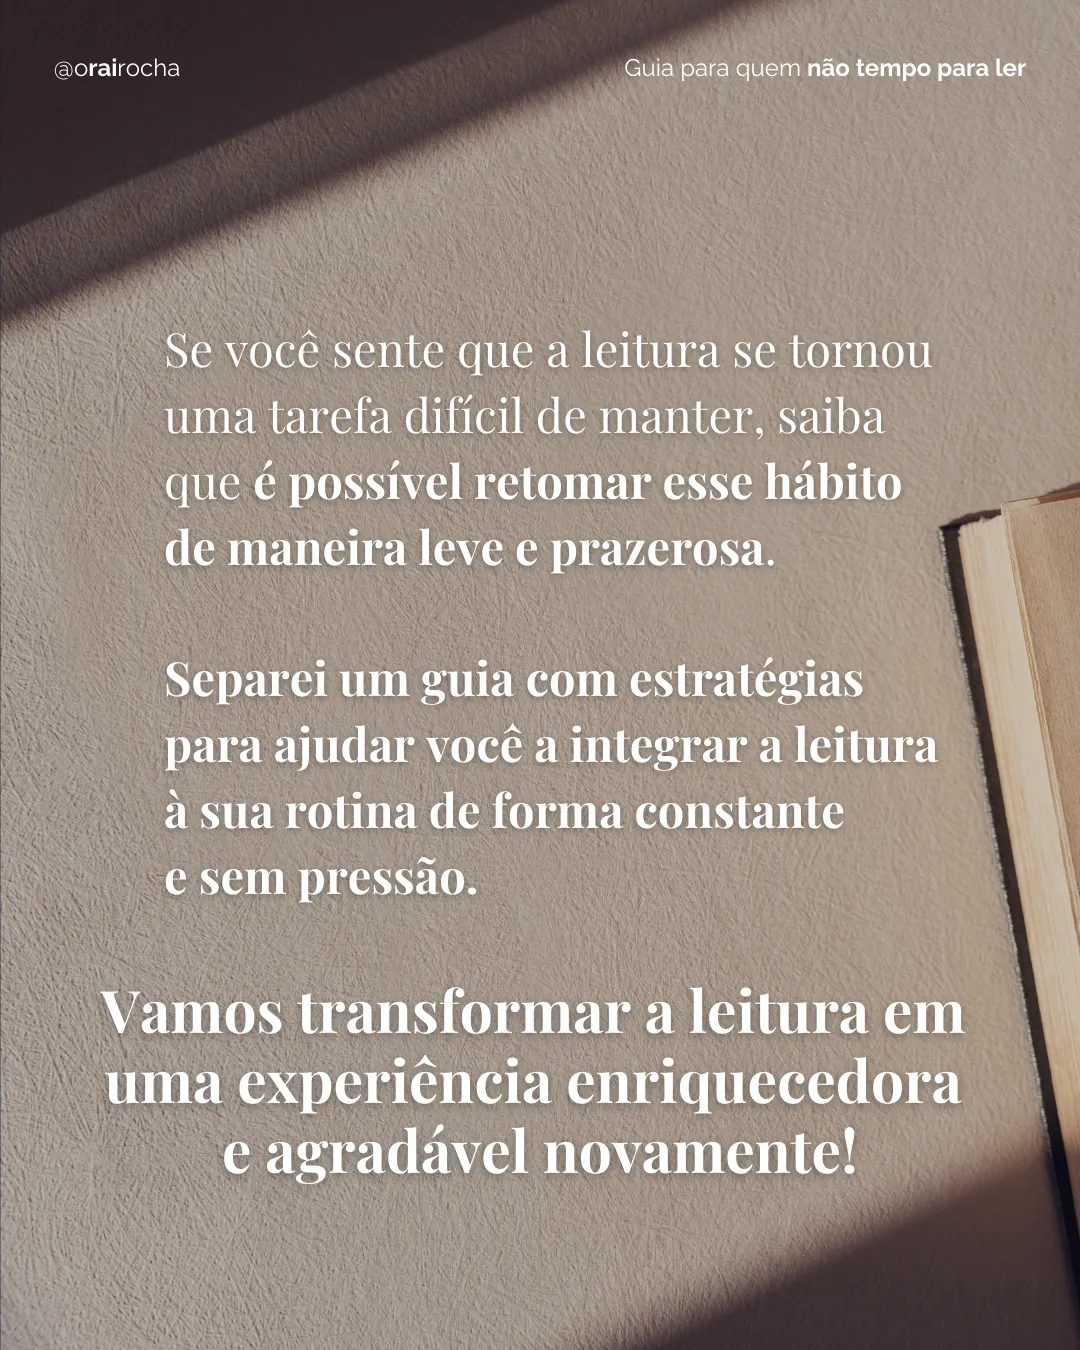 @orairocha
Guia para quem não tempo para ler
Se você sente que a leitura se tornou
uma tarefa difícil de manter, saiba
que é possível retomar esse hábito
de maneira leve e prazerosa.
Separei um guia com estratégias
para ajudar você a integrar a leitura
à sua rotina de forma constante
e sem pressão.
Vamos transformar a leitura em
uma experiência enriquecedora
e agradável novamente!